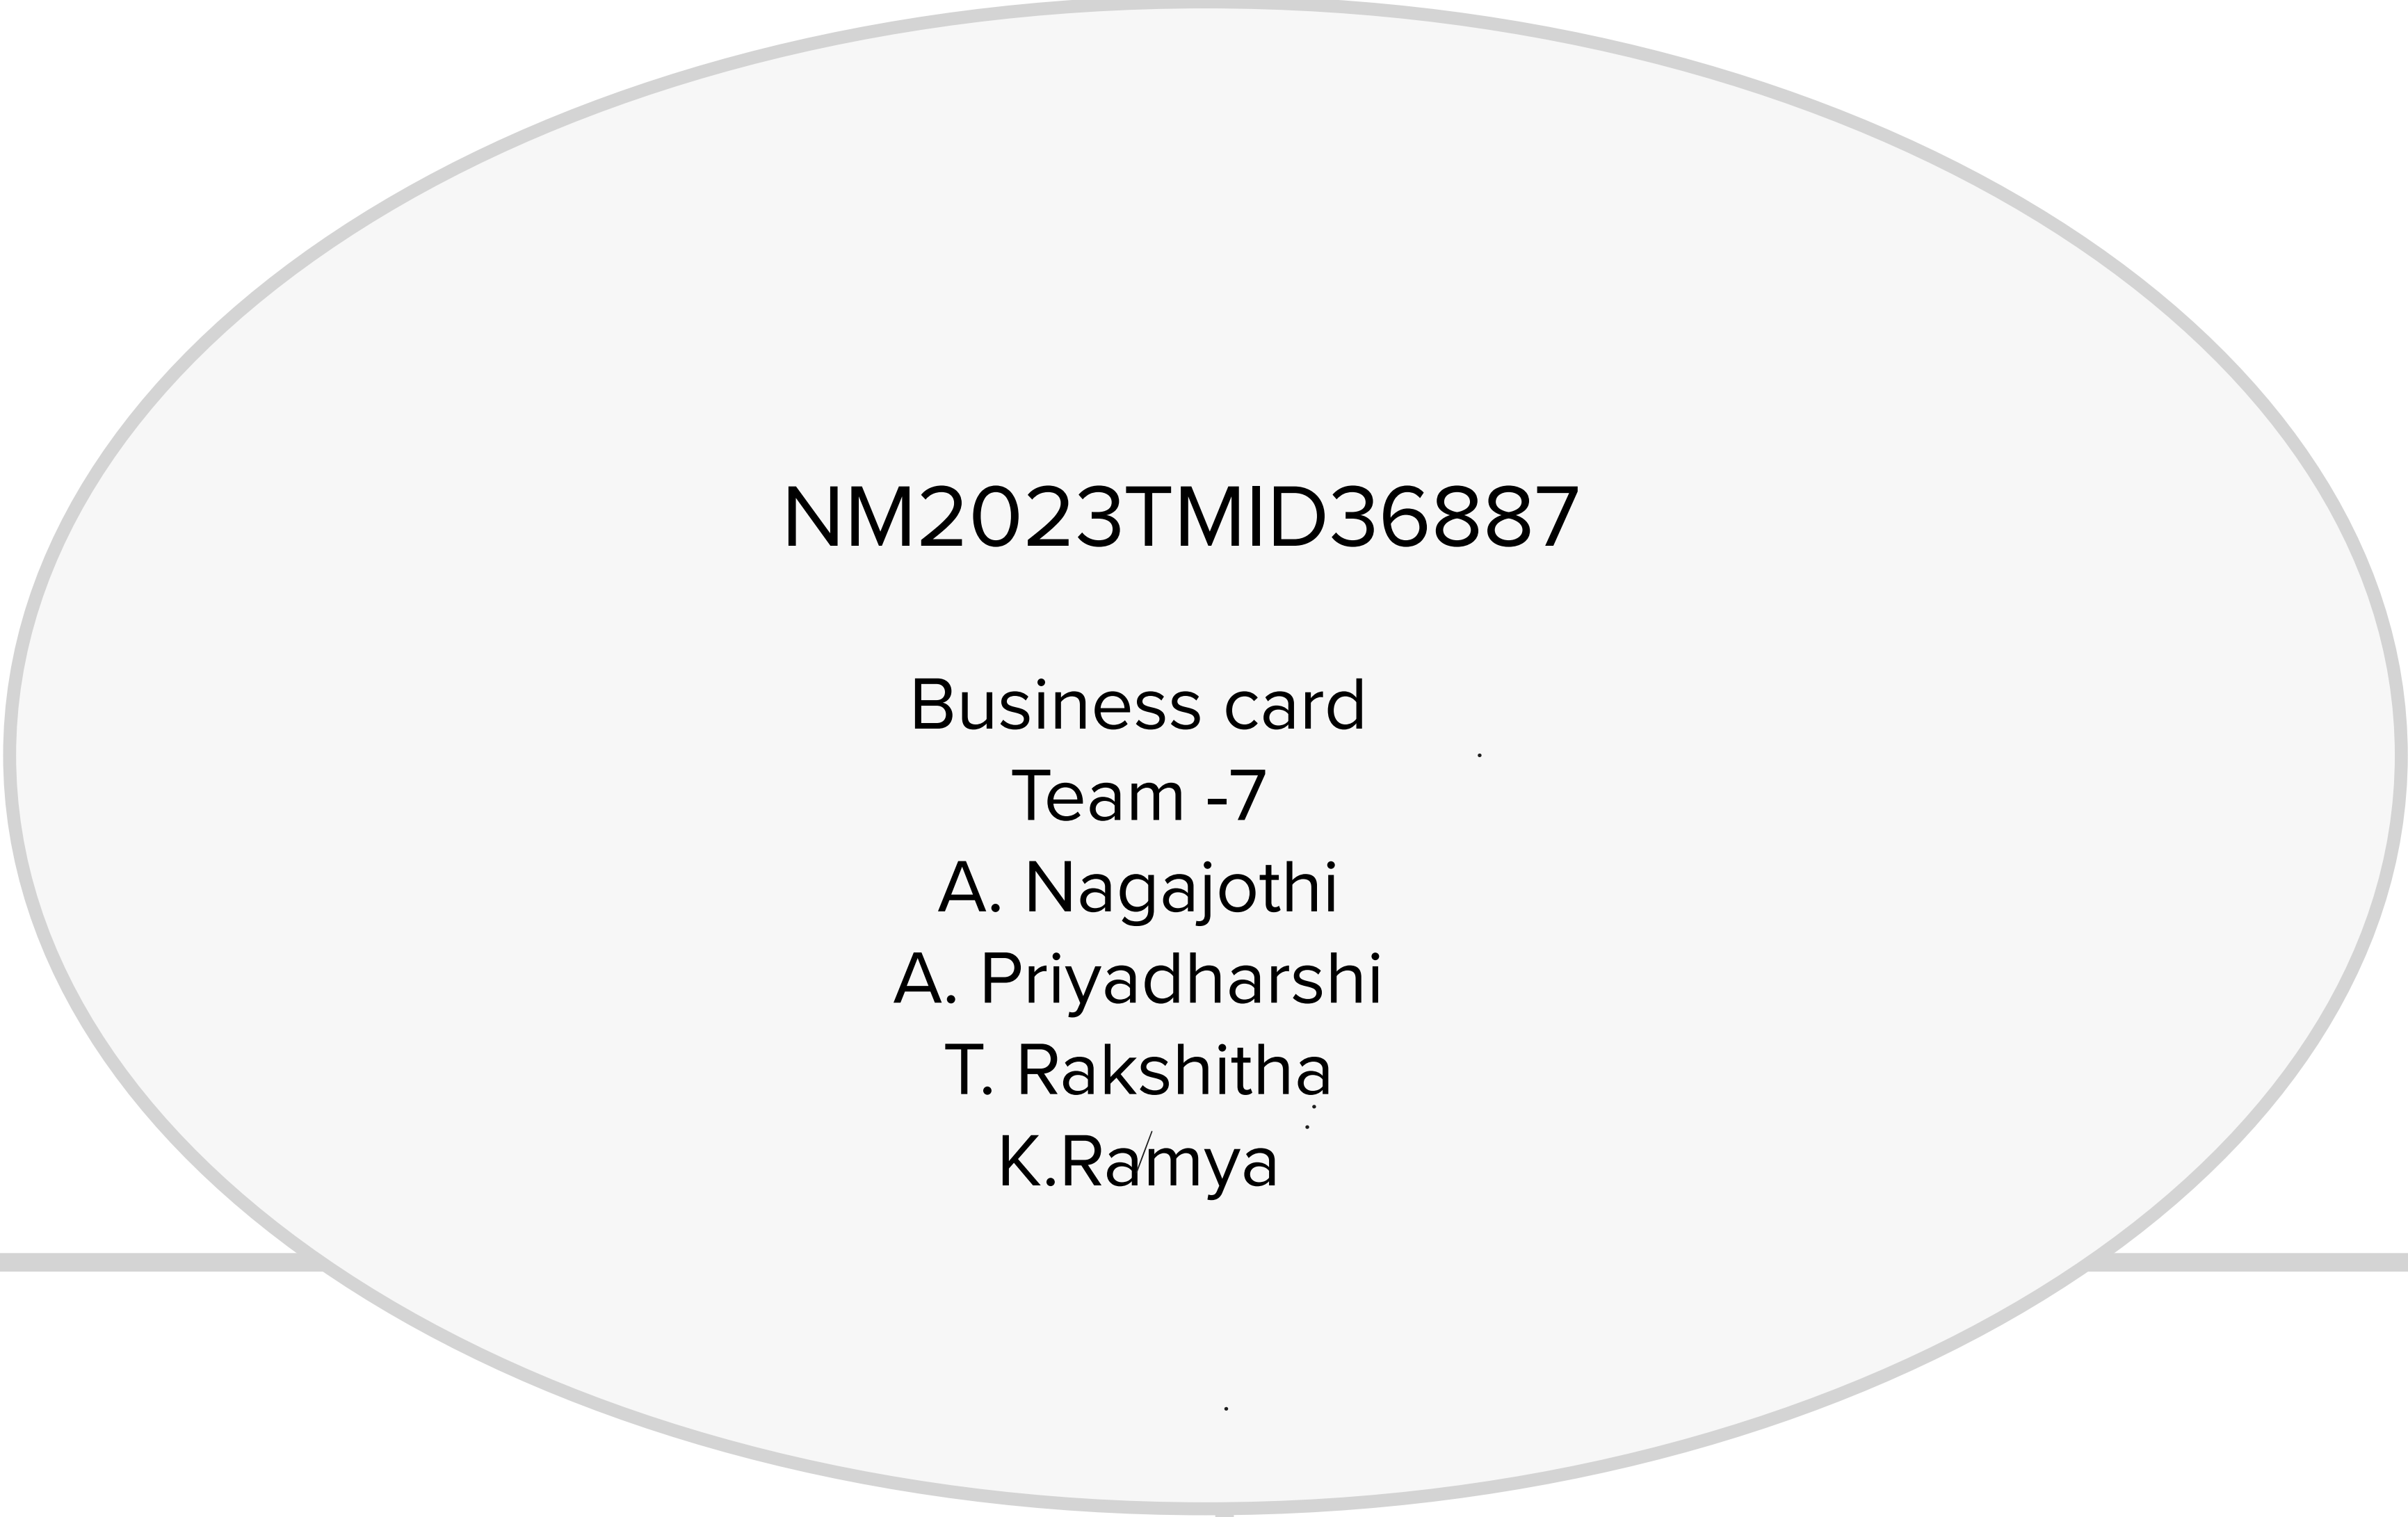 NM2023TMID36887
Business card
Team -7
A. Nagajothi
A. Priyadharshi
T. Rakshitha
K.Ramya